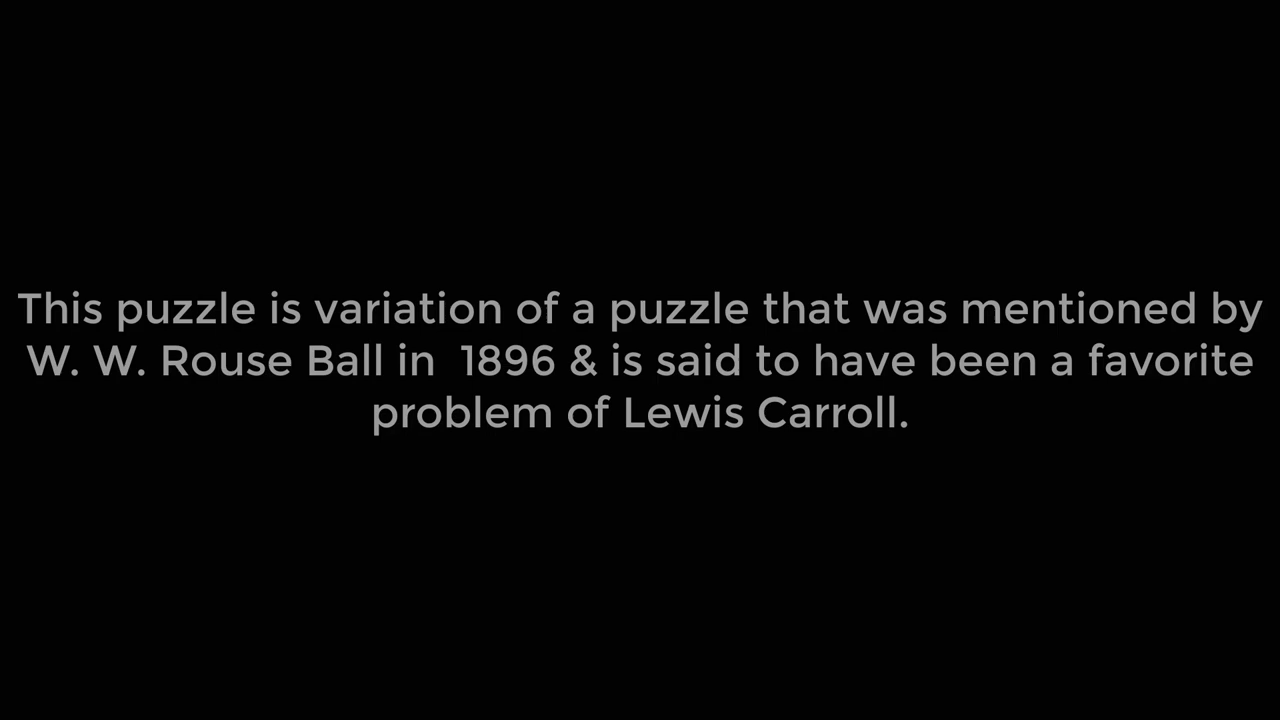 This puzzle is variation of a puzzle that was mentioned by
W. W. Rouse Ball in  1896 & is said to have been a favorite
problem of Lewis Carroll.